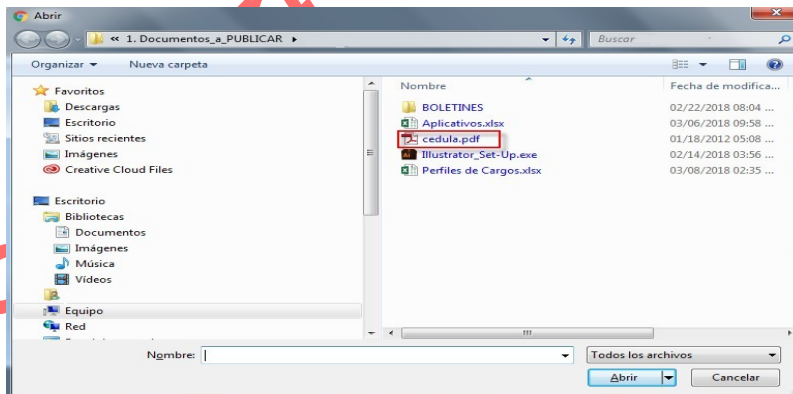 Abrir
« 1. Documentos_a_PUBLICAR
Buscar
Organizar Nueva carpeta
Favoritos
Descargas
Escritorio
Sitios recientes
Imágenes
Creative Cloud Files
Escritorio
Bibliotecas
Documentos
Imágenes
Música
Vídeos
Equipo
Red
Nombre Fecha de modifica...
BOLETINES 02/22/2018 08:04 ...
Aplicativos.xlsx 03/06/2018 09:58 ...
cedula.pdf 01/18/2012 05:08 ...
Illustrator_Set-Up.exe 02/14/2018 03:56 ...
Perfiles de Cargos.xlsx 03/08/2018 02:35 ...
Nombre: Todos los archivos
Abrir Cancelar